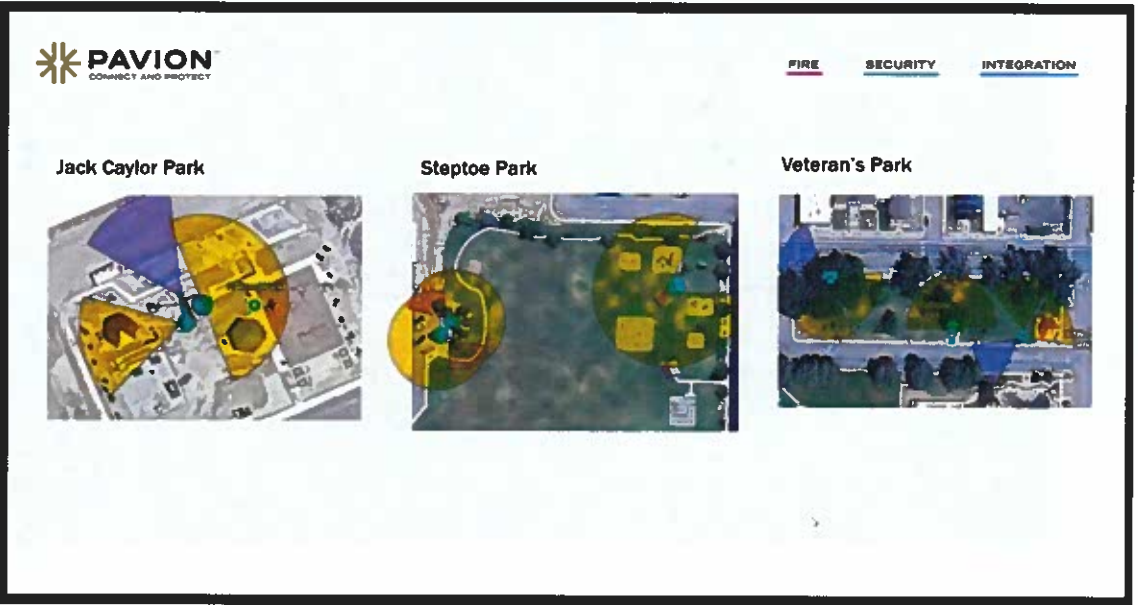 PAVION
CONNECT AND PROTECT
FIRE SECURITY INTEGRATION
Jack Caylor Park
Steptoe Park
Veteran's Park